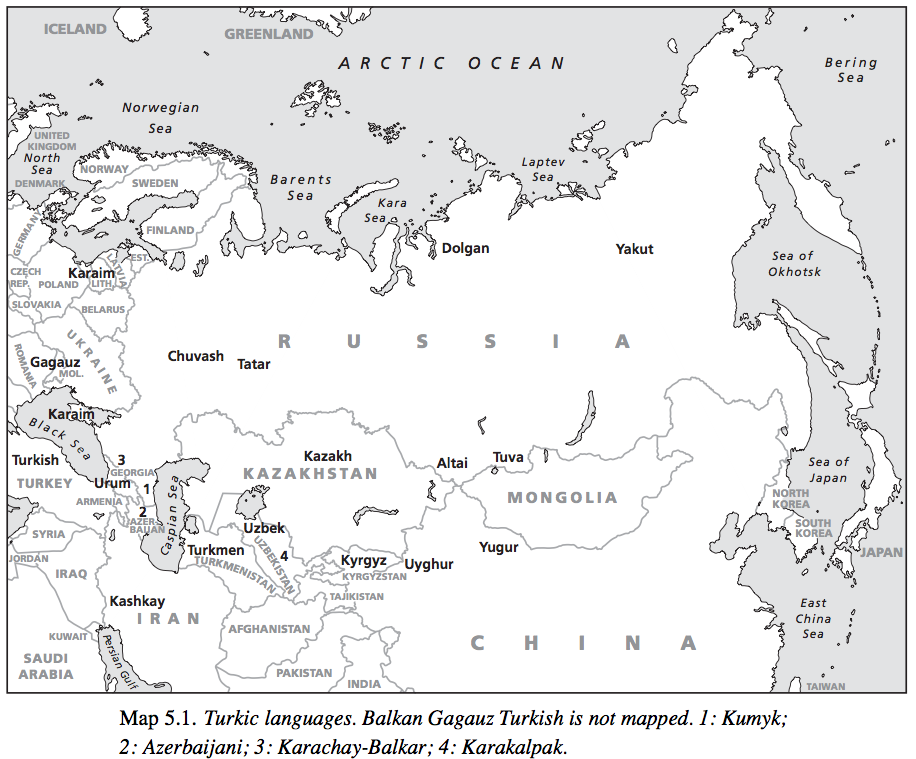 ICELAND
GREENLAND
ARCTIC OCEAN
Bering
Sea
Norwegian
Sea
UNITED
KINGDOM
North
Sea
DENMARK
NORWAY
SWEDEN
FINLAND
Barents
Sea
Kara
Sea
Laptev
Sea
Dolgan
Yakut
Sea of
Okhotsk
GERMANY
CZECH
REP.
POLAND
Karaim
LITH.
LATVIA
EST.
SLOVAKIA
BELARUS
UKRAINE
RUSSIA
Chuvash
Tatar
ROMANIA
Gagauz
MOL.
Karaim
Black Sea
Turkish
TURKEY
3
GEORGIA
Urum
1
ARMENIA
2
AZER-
BAIJAN
Caspian Sea
Kazakh
KAZAKHSTAN
Altai
Tuva
MONGOLIA
Sea of
Japan
NORTH
KOREA
SOUTH
KOREA
JAPAN
SYRIA
JORDAN
IRAQ
Uzbek
UZBEKISTAN
4
Turkmen
TURKMENISTAN
Kyrgyz
KYRGYZSTAN
Uyghur
Yugur
TAJIKISTAN
Kashkay
IRAN
AFGHANISTAN
KUWAIT
Persian Gulf
SAUDI
ARABIA
PAKISTAN
INDIA
CHINA
East
China
Sea
TAIWAN
Map 5.1. Turkic languages. Balkan Gagauz Turkish is not mapped. 1: Kumyk;
2: Azerbaijani; 3: Karachay-Balkar; 4: Karakalpak.